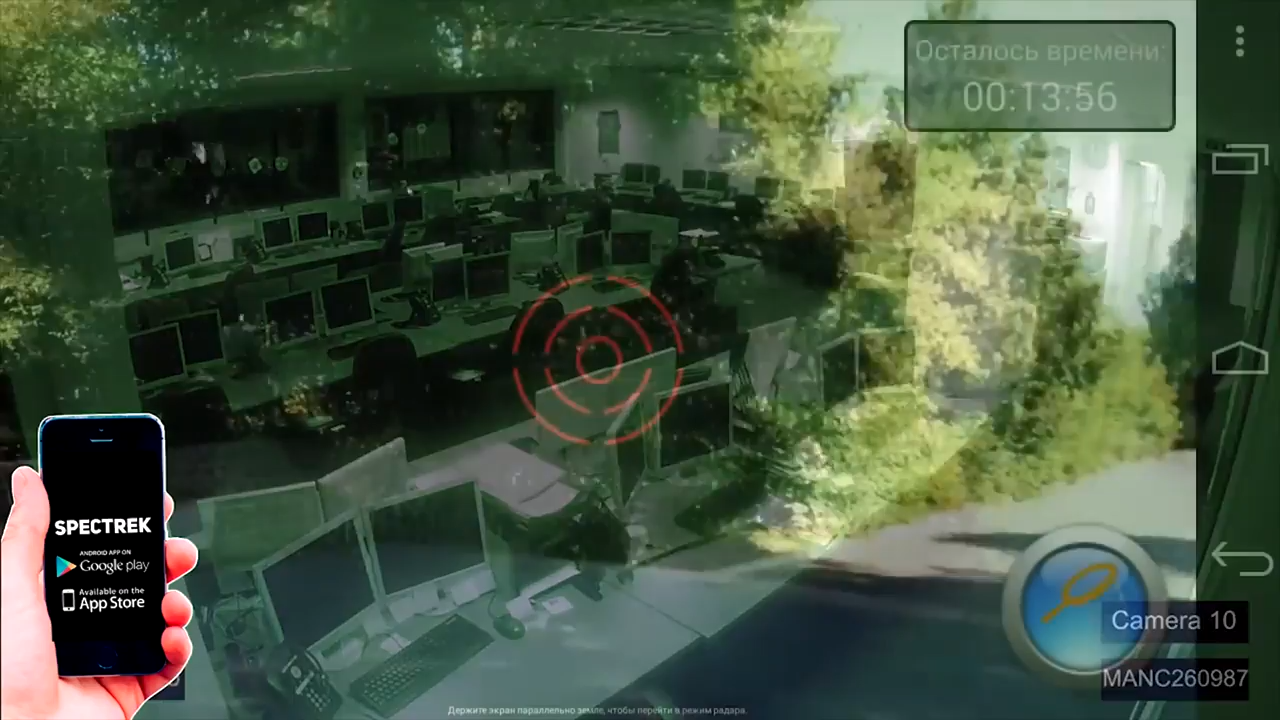 Осталось времени:
00:13:56
SPECTREK
ANDROID APP ON
Google play
Available on the
App Store
Camera 10
MANC260987
Держите экран параллельно земле, чтобы перейти в режим радара.